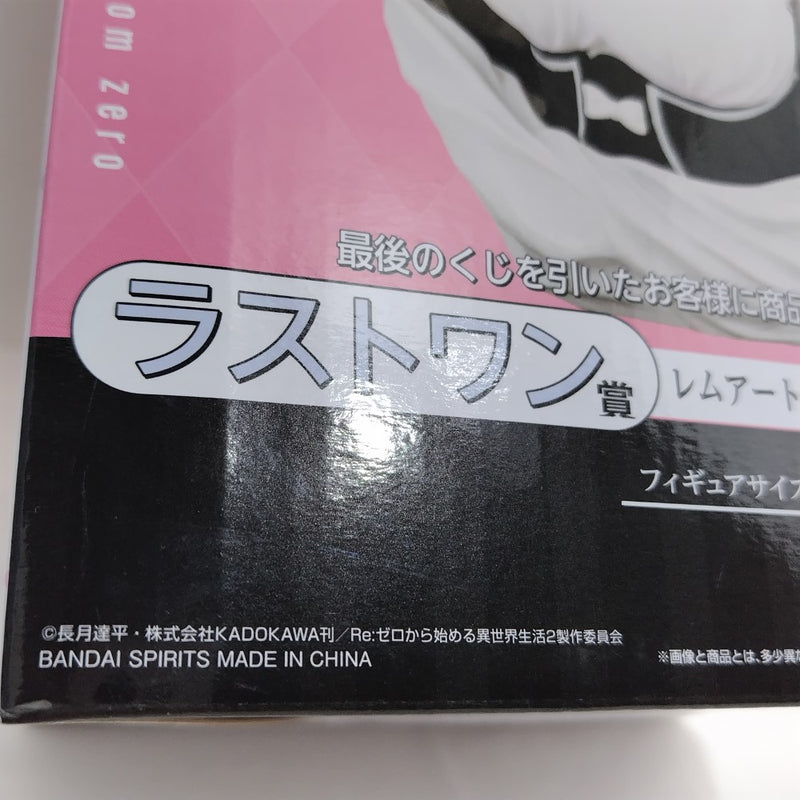 om zero
最後のくじを引いたお客様に商品
ラストワン賞
レムアート
フィギュアサイズ
©長月達平・株式会社KADOKAWA刊／Re:ゼロから始める異世界生活2製作委員会
BANDAI SPIRITS MADE IN CHINA
※画像と商品とは、多少異な